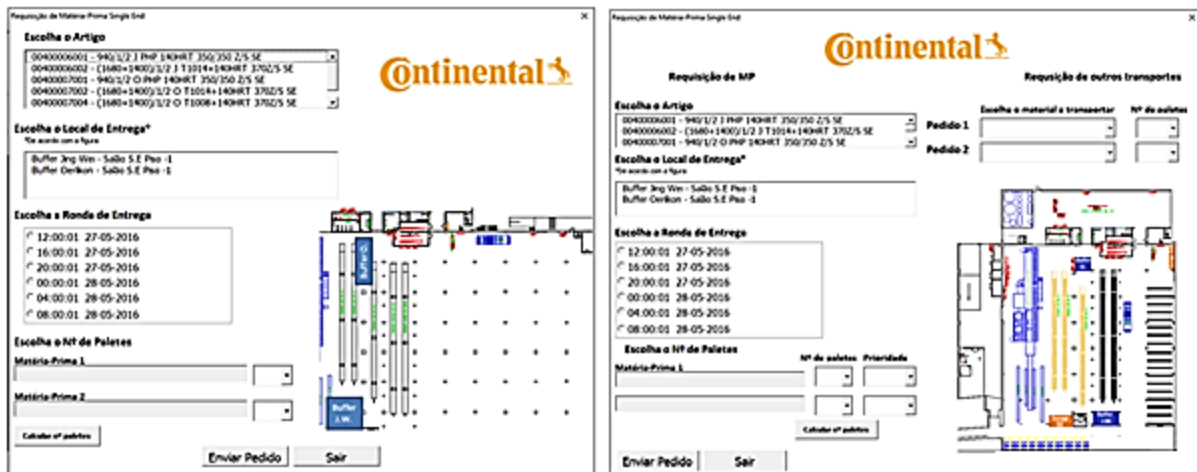 Requisição de Matéria-Prima Single End
Escolha o Artigo
00400006001 - 940/1/2 J PHP 140HRT 350/350 Z/S SE
00400006002 - (1680+1400)/1/2 J T1014+140HRT 370Z/S SE
00400007001 - 940/1/2 O PHP 140HRT 350/350 Z/S SE
00400007002 - (1680+1400)/1/2 O T1014+140HRT 370Z/S SE
00400007004 - (1680+1400)/1/2 O T1008+140HRT 370Z/S SE
Continental
Escolha o Local de Entrega*
*De acordo com a figura
Buffer Jng Wei - Salão S.E Piso -1
Buffer Oerlikon - Salão S.E Piso -1
Escolha a Ronda de Entrega
12:00:01 27-05-2016
16:00:01 27-05-2016
20:00:01 27-05-2016
00:00:01 28-05-2016
04:00:01 28-05-2016
08:00:01 28-05-2016
Buffer O.
Buffer J.W.
Escolha o Nº de Paletes
Matéria-Prima 1
Matéria-Prima 2
Calcular nº paletes
Enviar Pedido
Sair
Requisição de Matéria-Prima Single End
Continental
Requisição de MP
Requsição de outros transportes
Escolha o Artigo
00400006001 - 940/1/2 J PHP 140HRT 350/350 Z/S SE
00400006002 - (1680+1400)/1/2 J T1014+140HRT 370Z/S SE
00400007001 - 940/1/2 O PHP 140HRT 350/350 Z/S SE
Escolha o material a transportar
Nº de paletes
Pedido 1
Pedido 2
Escolha o Local de Entrega*
*De acordo com a figura
Buffer Jng Wei - Salão S.E Piso -1
Buffer Oerlikon - Salão S.E Piso -1
Escolha a Ronda de Entrega
12:00:01 27-05-2016
16:00:01 27-05-2016
20:00:01 27-05-2016
00:00:01 28-05-2016
04:00:01 28-05-2016
08:00:01 28-05-2016
Escolha o Nº de Paletes
Nº de paletes
Prioridade
Matéria-Prima 1
Calcular nº paletes
Enviar Pedido
Sair